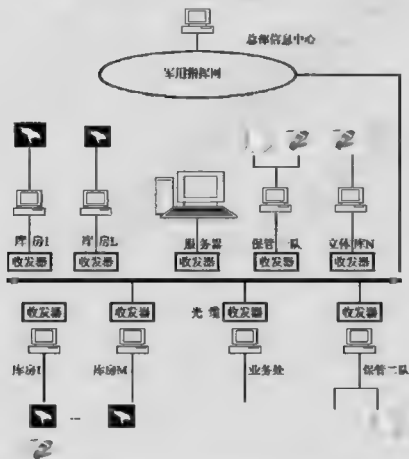 总部信息中心
军用指挥网
库房1 库房L 服务器 保管一队 立体库N
收发器 收发器 收发器 收发器 收发器
收发器 收发器 光缆 收发器 收发器
库房1 库房M 业务处 保管二队